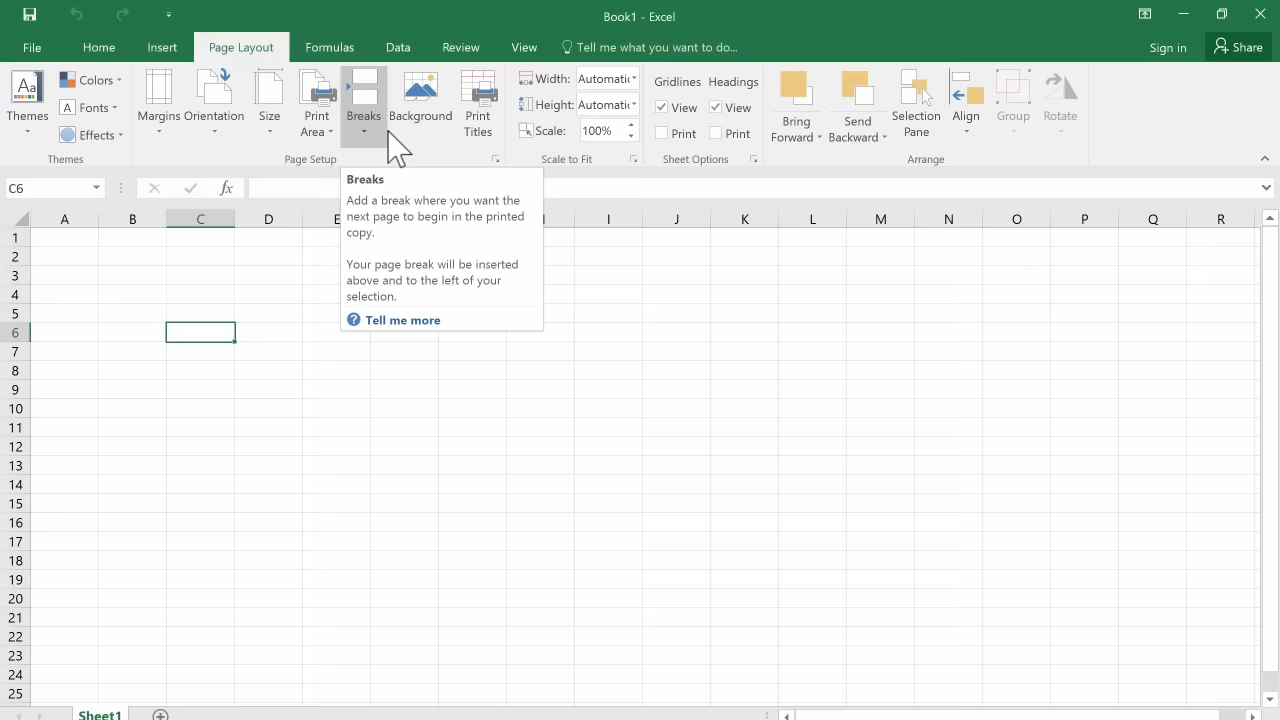 Book1 - Excel
File Home Insert Page Layout Formulas Data Review View Tell me what you want to do... Sign in Share
Themes
Colors
Fonts
Effects
Themes
Margins
Orientation
Size
Print Area
Breaks
Background
Print Titles
Page Setup
Width: Automatic
Height: Automatic
Scale: 100%
Scale to Fit
Gridlines Headings
View View
Print Print
Sheet Options
Bring Forward
Send Backward
Selection Pane
Align
Group
Rotate
Arrange
C6 fx
Breaks
Add a break where you want the
next page to begin in the printed
copy.
Your page break will be inserted
above and to the left of your
selection.
? Tell me more
A B C D E I J K L M N O P Q R
1
2
3
4
5
6
7
8
9
10
11
12
13
14
15
16
17
18
19
20
21
22
23
24
25
Sheet1